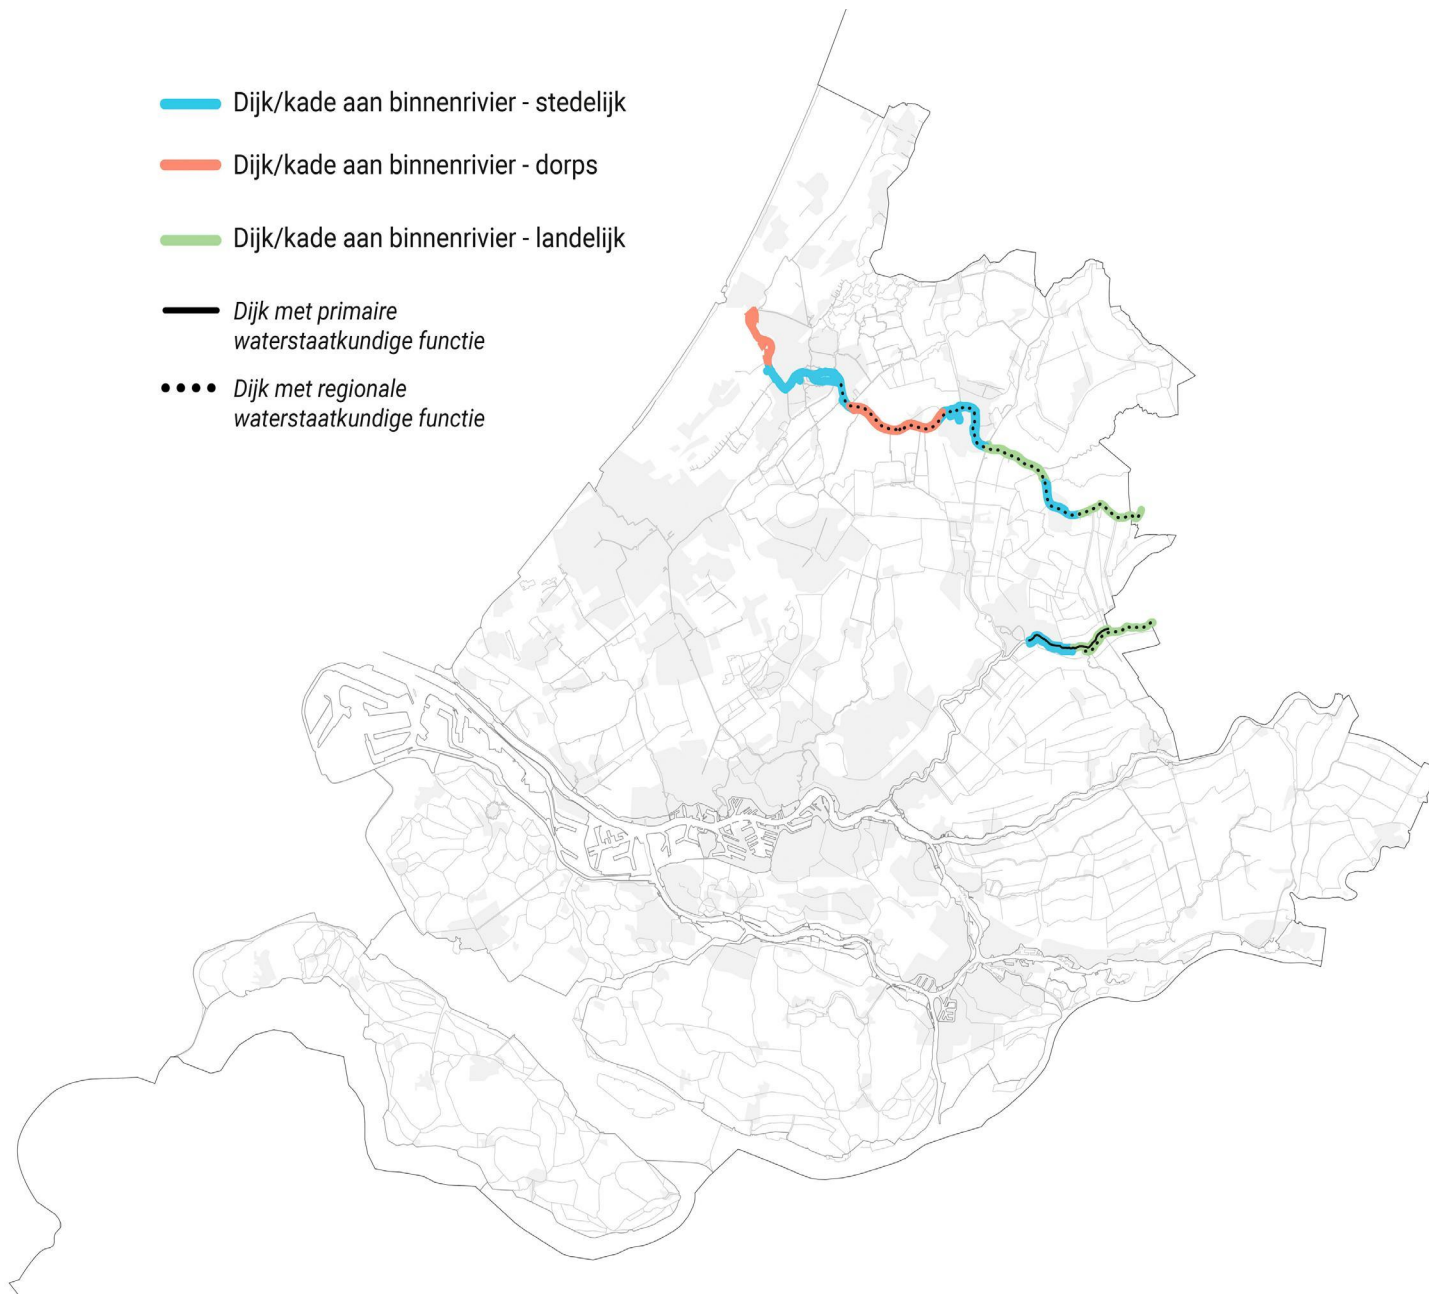 Dijk/kade aan binnenrivier - stedelijk
Dijk/kade aan binnenrivier - dorps
Dijk/kade aan binnenrivier - landelijk
Dijk met primaire
waterstaatkundige functie
Dijk met regionale
waterstaatkundige functie